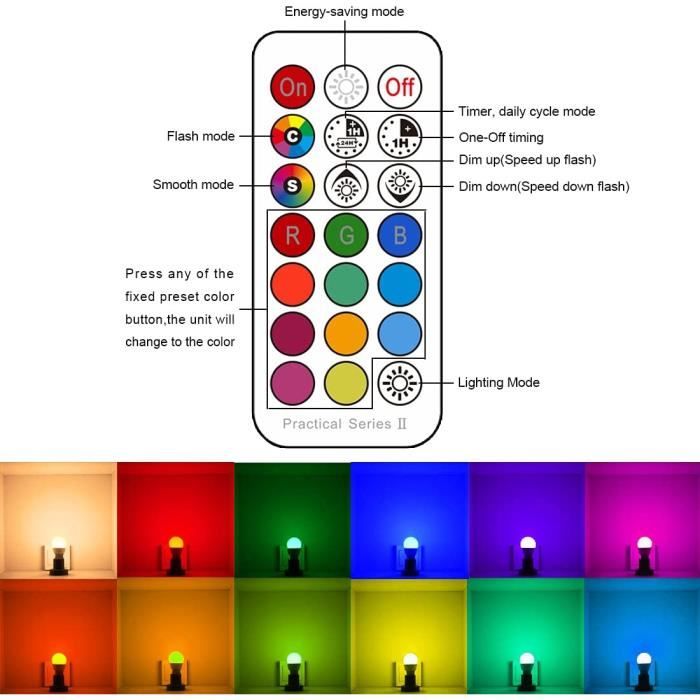 Energy-saving mode
On
Off
Timer, daily cycle mode
Flash mode
C
+
1H
24H
+
1H
One-Off timing
Dim up(Speed up flash)
Smooth mode
S
Dim down(Speed down flash)
R
G
B
Press any of the
fixed preset color
button,the unit will
change to the color
Lighting Mode
Practical Series II